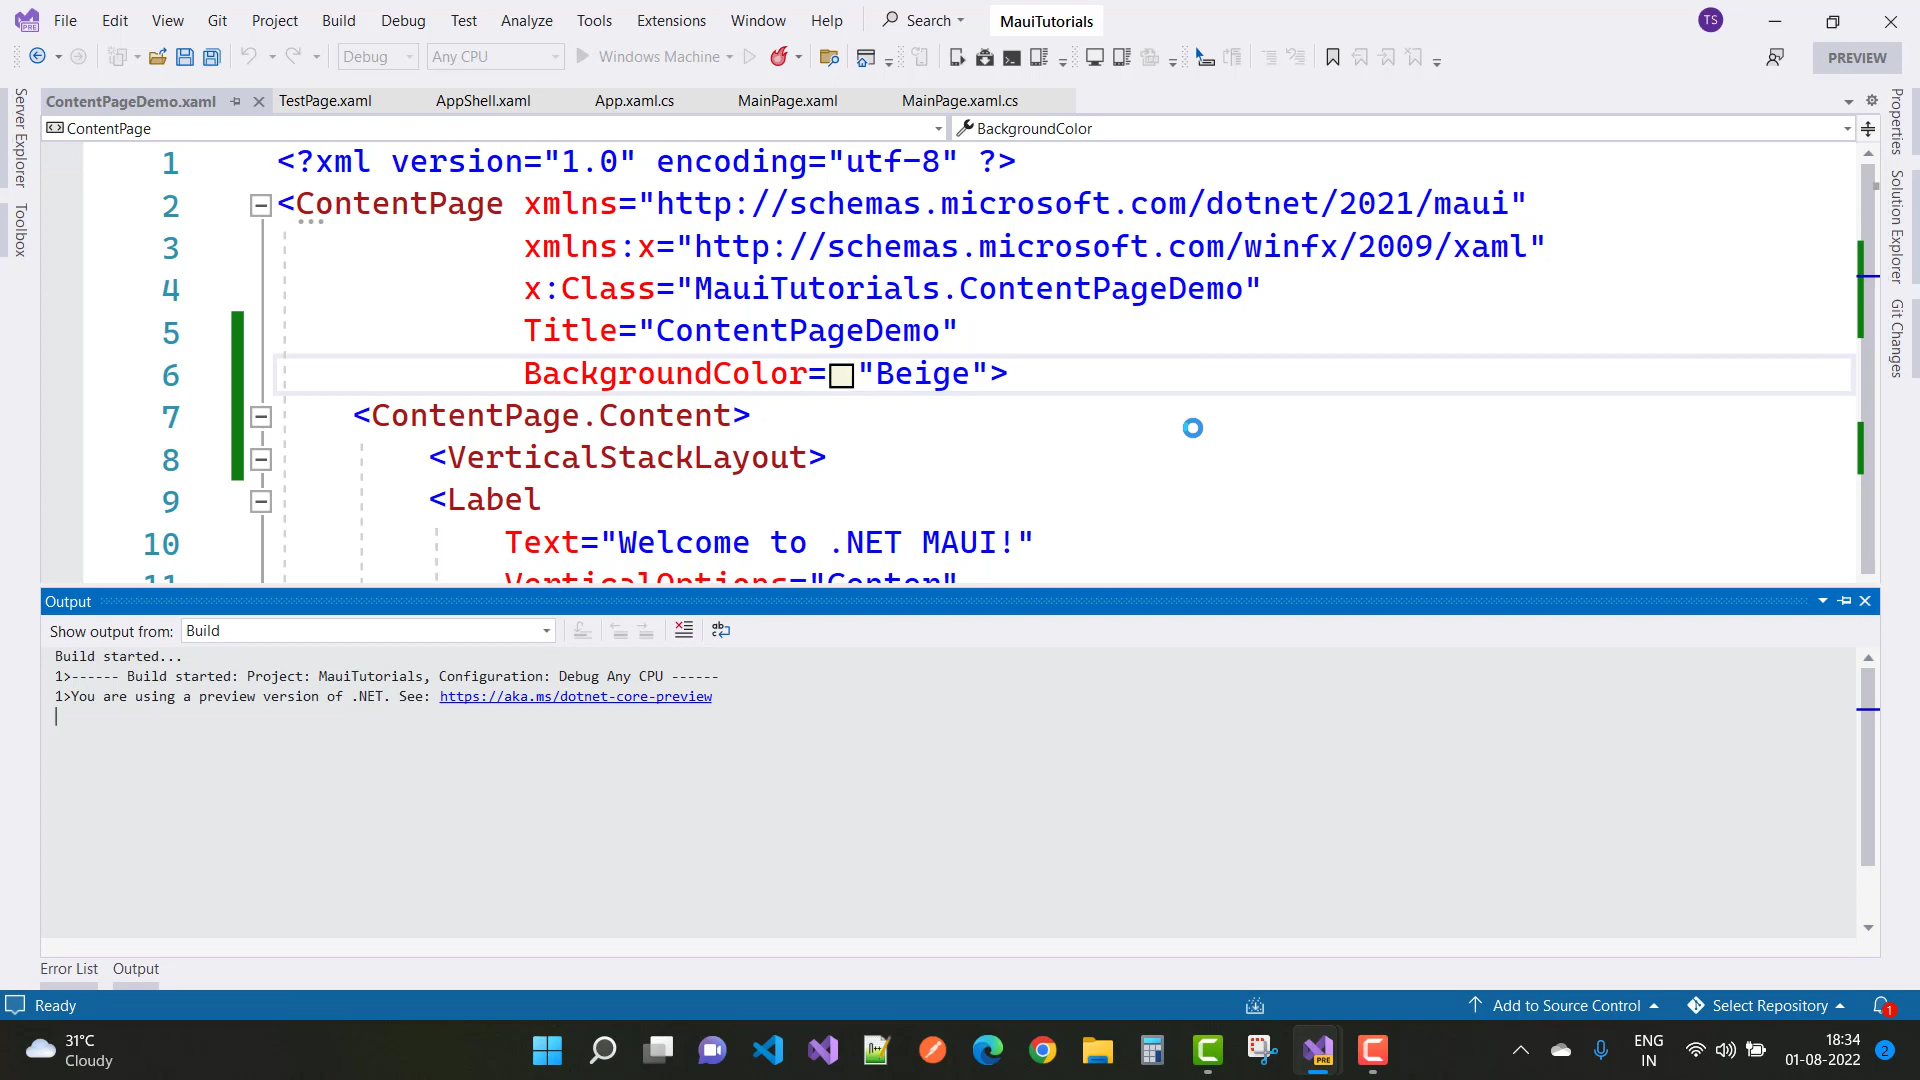 File Edit View Git Project Build Debug Test Analyze Tools Extensions Window Help Search MauiTutorials TS
Debug Any CPU Windows Machine PREVIEW
ContentPageDemo.xaml TestPage.xaml AppShell.xaml App.xaml.cs MainPage.xaml MainPage.xaml.cs
ContentPage BackgroundColor
Server Explorer
Toolbox
Properties
Solution Explorer
Git Changes
1 <?xml version="1.0" encoding="utf-8" ?>
2 <ContentPage xmlns="http://schemas.microsoft.com/dotnet/2021/maui"
3 xmlns:x="http://schemas.microsoft.com/winfx/2009/xaml"
4 x:Class="MauiTutorials.ContentPageDemo"
5 Title="ContentPageDemo"
6 BackgroundColor="Beige">
7 <ContentPage.Content>
8 <VerticalStackLayout>
9 <Label
10 Text="Welcome to .NET MAUI!"
11 VerticalOptions="Center"
Output
Show output from: Build
Build started...
1>------ Build started: Project: MauiTutorials, Configuration: Debug Any CPU ------
1>You are using a preview version of .NET. See: https://aka.ms/dotnet-core-preview
Error List Output
Ready Add to Source Control Select Repository 1
31°C
Cloudy
PRE
ENG
IN
18:34
01-08-2022
2